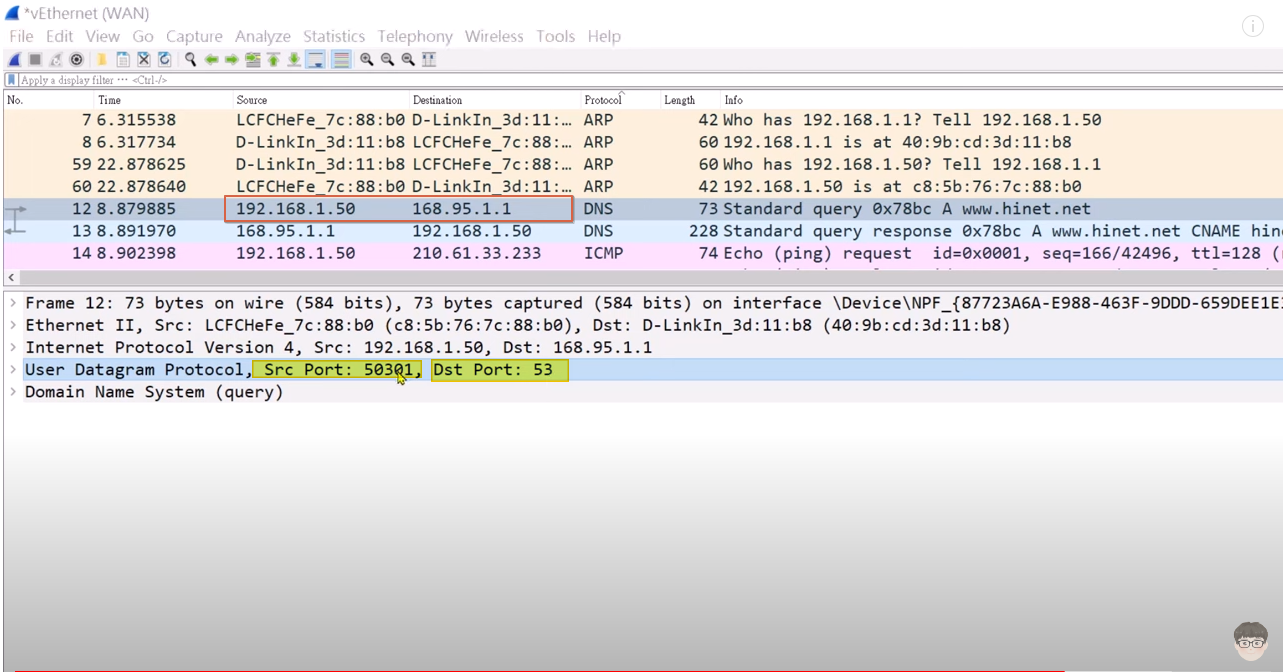 *vEthernet (WAN)
File Edit View Go Capture Analyze Statistics Telephony Wireless Tools Help
Apply a display filter ... <Ctrl-/>
No. Time Source Destination Protocol Length Info
7 6.315538 LCFCHeFe_7c:88:b0 D-LinkIn_3d:11:… ARP 42 Who has 192.168.1.1? Tell 192.168.1.50
8 6.317734 D-LinkIn_3d:11:b8 LCFCHeFe_7c:88:… ARP 60 192.168.1.1 is at 40:9b:cd:3d:11:b8
59 22.878625 D-LinkIn_3d:11:b8 LCFCHeFe_7c:88:… ARP 60 Who has 192.168.1.50? Tell 192.168.1.1
60 22.878640 LCFCHeFe_7c:88:b0 D-LinkIn_3d:11:… ARP 42 192.168.1.50 is at c8:5b:76:7c:88:b0
12 8.879885 192.168.1.50 168.95.1.1 DNS 73 Standard query 0x78bc A www.hinet.net
13 8.891970 168.95.1.1 192.168.1.50 DNS 228 Standard query response 0x78bc A www.hinet.net CNAME hin
14 8.902398 192.168.1.50 210.61.33.233 ICMP 74 Echo (ping) request id=0x0001, seq=166/42496, ttl=128 (
Frame 12: 73 bytes on wire (584 bits), 73 bytes captured (584 bits) on interface \Device\NPF_{87723A6A-E988-463F-9DDD-659DEE1E
Ethernet II, Src: LCFCHeFe_7c:88:b0 (c8:5b:76:7c:88:b0), Dst: D-LinkIn_3d:11:b8 (40:9b:cd:3d:11:b8)
Internet Protocol Version 4, Src: 192.168.1.50, Dst: 168.95.1.1
User Datagram Protocol, Src Port: 50301, Dst Port: 53
Domain Name System (query)